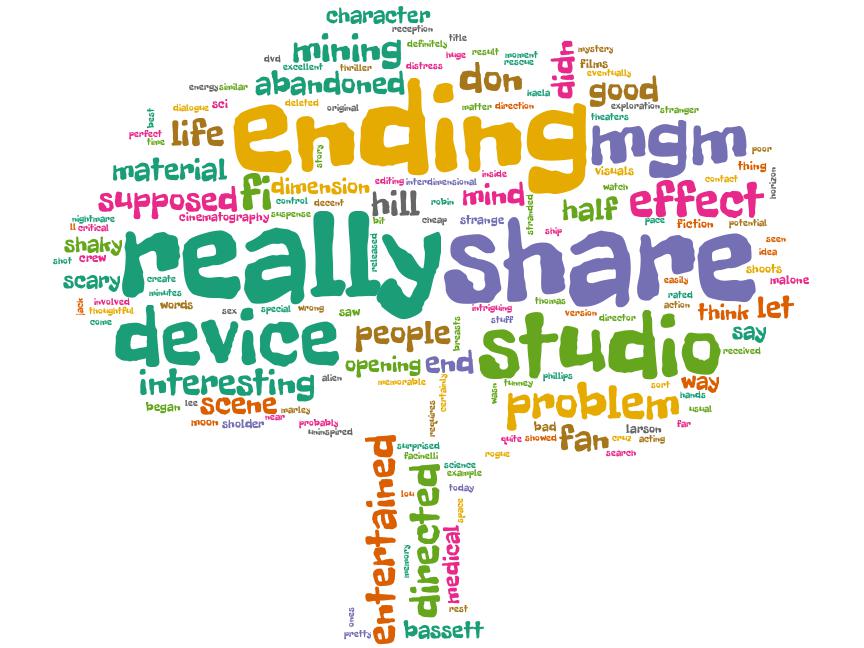 character
reception
title
mining
definitely
huge
result
moment
rescue
didn
mystery
films
dvd
excellent
thriller
distress
eventually
energy
similar
abandoned
don
kaela
good
exploration
stranger
dialogue
sci
deleted
original
matter
direction
theaters
best
perfect
time
life
ending
mgm
poor
story
material
inside
visuals
thing
supposed
fi
dimension
editing
interdimensional
watch
contact
horizon
control
decent
hill
robin
mind
stranded
half
effect
nightmare
ll
critical
cinematography
suspense
bit
cheap
strange
ship
pace
fiction
potential
shaky
released
seen
idea
shot
crew
really
share
shoots
scary
create
intriguing
easily
malone
jack
involved
minutes
thoughtful
words
sex
special
wrong
saw
thomas
version
rated
action
think
let
come
device
people
breasts
stuff
director
studio
say
received
opening
end
interesting
alien
memorable
certainly
wasn
tunney
phillips
sort
way
hands
began
lee
scene
marley
problem
usual
moon
sholder
near
probably
uninspired
requires
bad
fan
larson
far
quite
showed
cruz
acting
search
rogue
surprised
facinelli
science
example
entertained
lou
directed
today
space
memory
medical
rest
ones
pretty
bassett